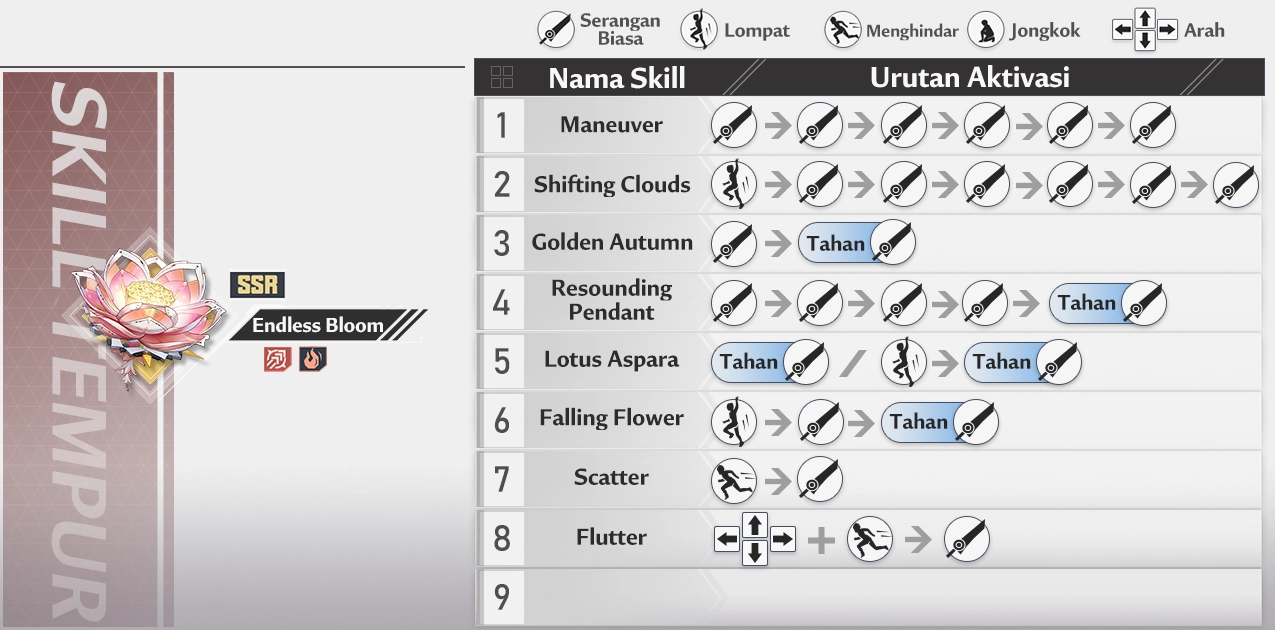 Serangan
Biasa
Lompat
Menghindar
Jongkok
Arah
SKILL TEMPUR
SSR
Endless Bloom
Nama Skill
Urutan Aktivasi
1
Maneuver
2
Shifting Clouds
3
Golden Autumn
Tahan
4
Resounding
Pendant
Tahan
5
Lotus Aspara
Tahan
Tahan
6
Falling Flower
Tahan
7
Scatter
8
Flutter
9